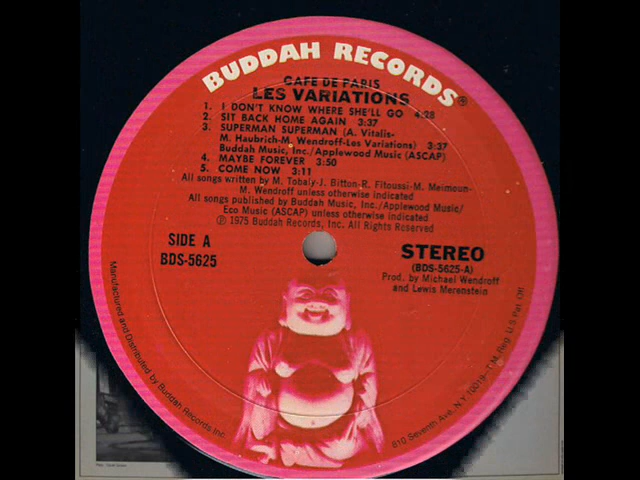 BUDDAH RECORDS®
CAFE DE PARIS
LES VARIATIONS
1. I DON'T KNOW WHERE SHE'LL GO 4:28
2. SIT BACK HOME AGAIN 3:37
3. SUPERMAN SUPERMAN (A. Vitalis-
M. Haubrich-M. Wendroff-Les Variations) 3:37
Buddah Music, Inc./Applewood Music (ASCAP)
4. MAYBE FOREVER 3:50
5. COME NOW 3:11
All songs written by M. Tobaly-J. Bitton-R. Fitoussi-M. Meimoun-
M. Wendroff unless otherwise indicated
All songs published by Buddah Music, Inc./Applewood Music/
Eco Music (ASCAP) unless otherwise indicated
Ⓟ 1975 Buddah Records, Inc. All Rights Reserved
SIDE A
BDS-5625
STEREO
(BDS-5625-A)
Prod. by Michael Wendroff
and Lewis Merenstein
Manufactured and Distributed by Buddah Records Inc.
810 Seventh Ave., N.Y. 10019-T.M. Reg. U.S. Pat. Off.